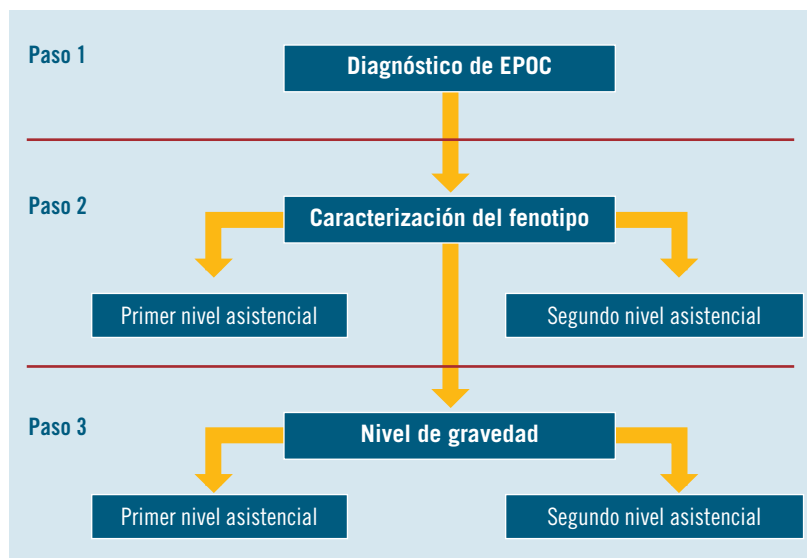 Paso 1
Diagnóstico de EPOC
Paso 2
Caracterización del fenotipo
Primer nivel asistencial
Segundo nivel asistencial
Paso 3
Nivel de gravedad
Primer nivel asistencial
Segundo nivel asistencial